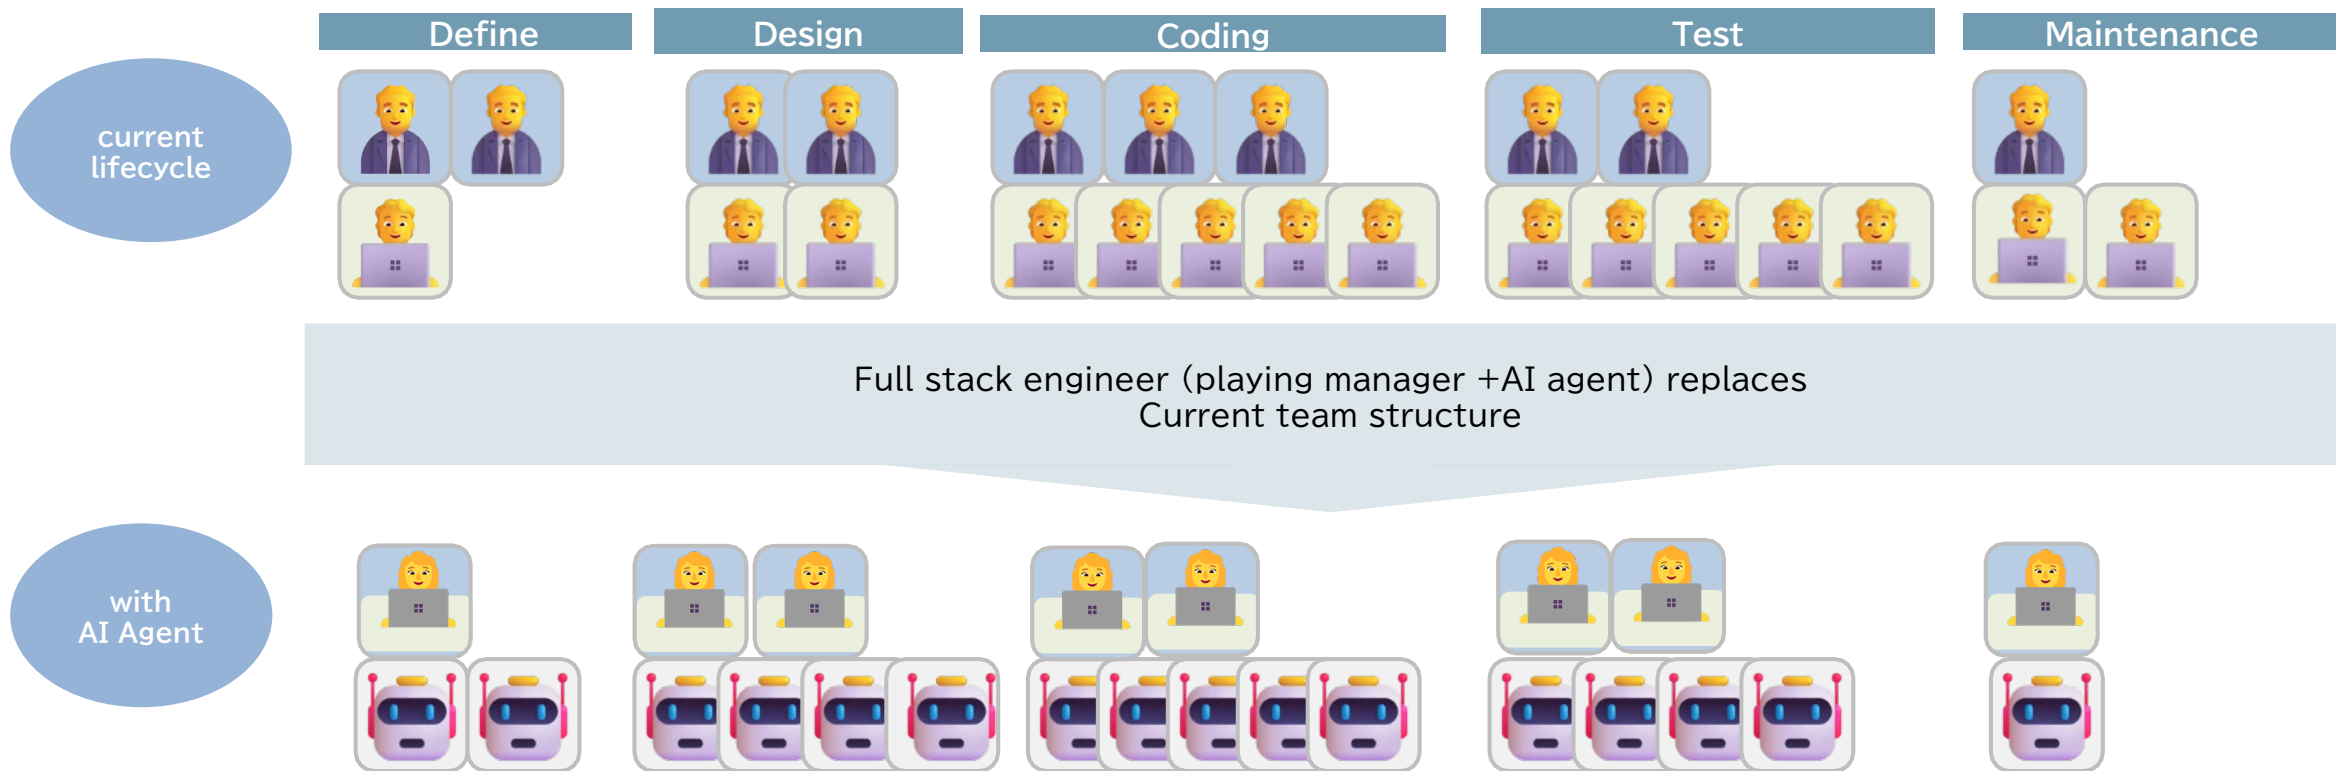 Define
Design
Coding
Test
Maintenance
current
lifecycle
Full stack engineer (playing manager +AI agent) replaces
Current team structure
with
AI Agent